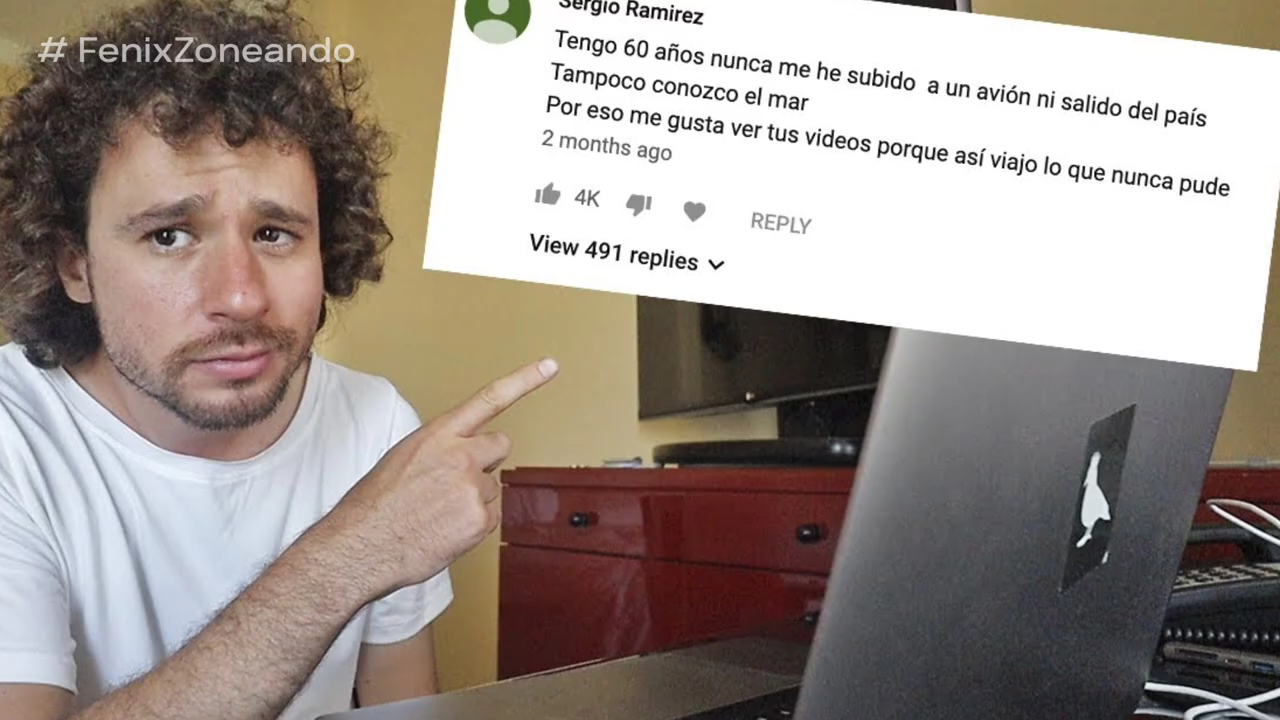 # FenixZoneando
Sergio Ramirez
Tengo 60 años nunca me he subido  a un avión ni salido del país
Tampoco conozco el mar
Por eso me gusta ver tus videos porque así viajo lo que nunca pude
2 months ago
4K
REPLY
View 491 replies